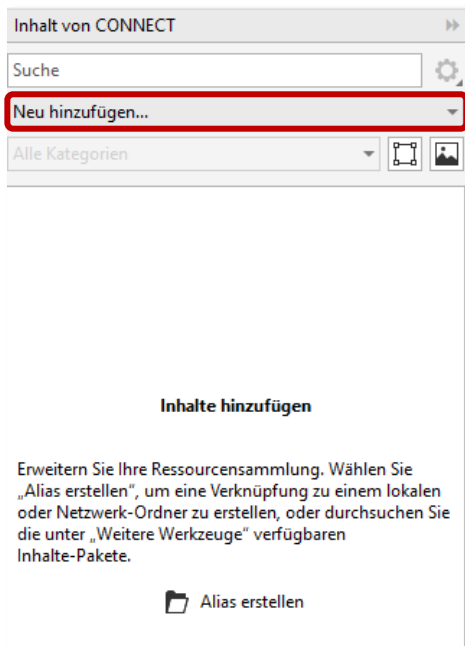 Inhalt von CONNECT
Suche
Neu hinzufügen...
Alle Kategorien
Inhalte hinzufügen
Erweitern Sie Ihre Ressourcensammlung. Wählen Sie
„Alias erstellen“, um eine Verknüpfung zu einem lokalen
oder Netzwerk-Ordner zu erstellen, oder durchsuchen Sie
die unter „Weitere Werkzeuge“ verfügbaren
Inhalte-Pakete.
Alias erstellen